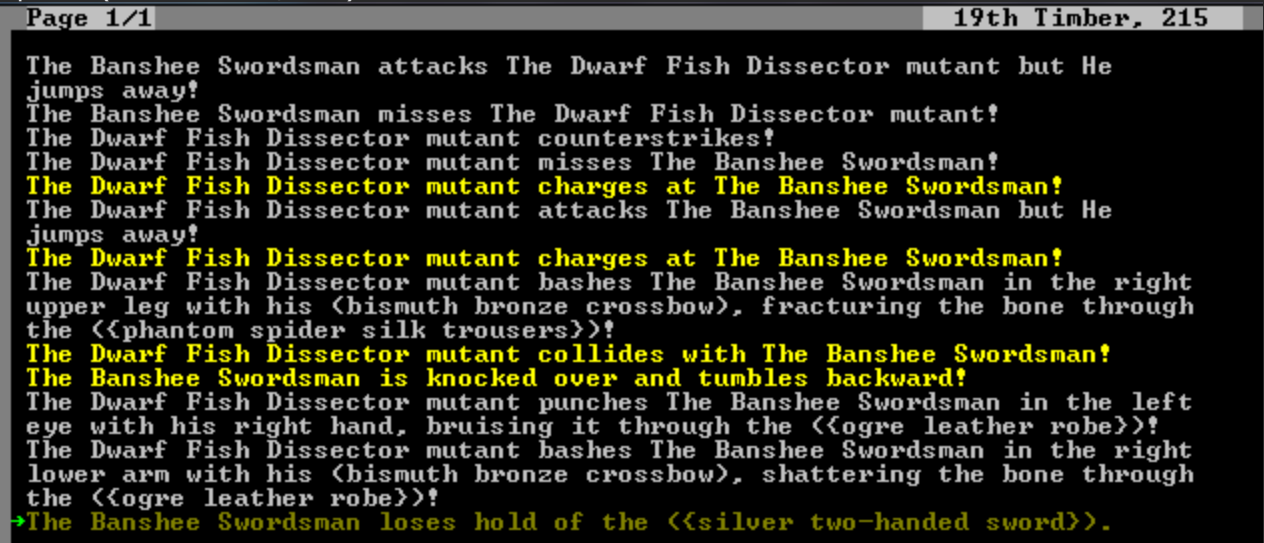 Page 1/1
19th Timber, 215
The Banshee Swordsman attacks The Dwarf Fish Dissector mutant but He
jumps away!
The Banshee Swordsman misses The Dwarf Fish Dissector mutant!
The Dwarf Fish Dissector mutant counterstrikes!
The Dwarf Fish Dissector mutant misses The Banshee Swordsman!
The Dwarf Fish Dissector mutant charges at The Banshee Swordsman!
The Dwarf Fish Dissector mutant attacks The Banshee Swordsman but He
jumps away!
The Dwarf Fish Dissector mutant charges at The Banshee Swordsman!
The Dwarf Fish Dissector mutant bashes The Banshee Swordsman in the right
upper leg with his (bismuth bronze crossbow), fracturing the bone through
the ({phantom spider silk trousers})!
The Dwarf Fish Dissector mutant collides with The Banshee Swordsman!
The Banshee Swordsman is knocked over and tumbles backward!
The Dwarf Fish Dissector mutant punches The Banshee Swordsman in the left
eye with his right hand, bruising it through the ({ogre leather robe})!
The Dwarf Fish Dissector mutant bashes The Banshee Swordsman in the right
lower arm with his (bismuth bronze crossbow), shattering the bone through
the ({ogre leather robe})!
→The Banshee Swordsman loses hold of the ({silver two-handed sword}).